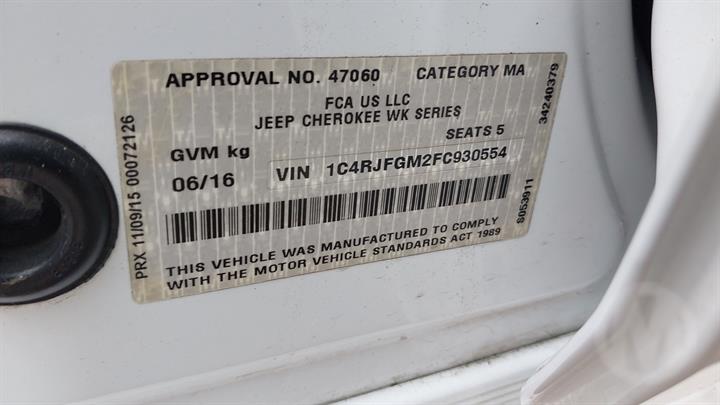 APPROVAL NO. 47060 CATEGORY MA
FCA US LLC
JEEP CHEROKEE WK SERIES
SEATS 5
GVM kg
06/16 VIN 1C4RJFGM2FC930554
THIS VEHICLE WAS MANUFACTURED TO COMPLY
WITH THE MOTOR VEHICLE STANDARDS ACT 1989
PRX 11/09/15 00072126
34240379
S053911
M